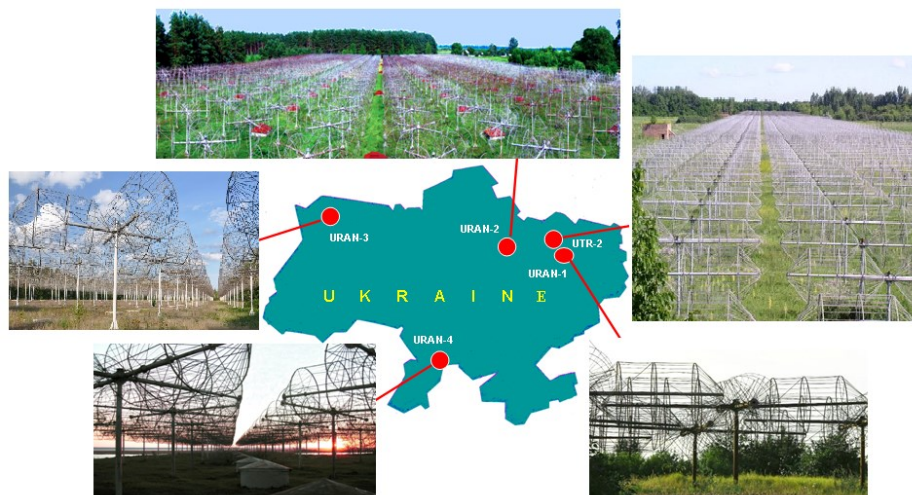 URAN-3
URAN-2
UTR-2
URAN-1
U K R A I N E
URAN-4